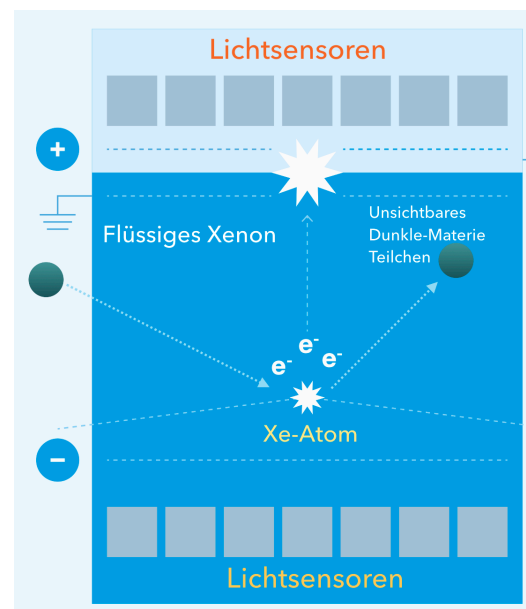 Lichtsensoren
+
Flüssiges Xenon
Unsichtbares
Dunkle-Materie
Teilchen
e-
e-
e-
Xe-Atom
−
Lichtsensoren